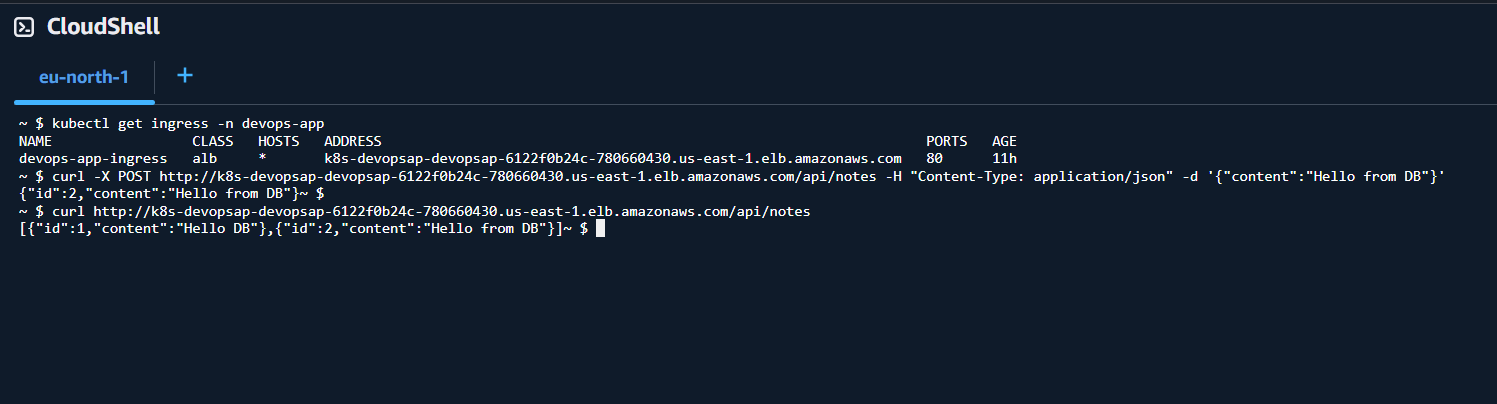 CloudShell
eu-north-1 +
~ $ kubectl get ingress -n devops-app
NAME CLASS HOSTS ADDRESS PORTS AGE
devops-app-ingress alb * k8s-devopsap-devopsap-6122f0b24c-780660430.us-east-1.elb.amazonaws.com 80 11h
~ $ curl -X POST http://k8s-devopsap-devopsap-6122f0b24c-780660430.us-east-1.elb.amazonaws.com/api/notes -H "Content-Type: application/json" -d '{"content":"Hello from DB"}'
{"id":2,"content":"Hello from DB"}~ $
~ $ curl http://k8s-devopsap-devopsap-6122f0b24c-780660430.us-east-1.elb.amazonaws.com/api/notes
[{"id":1,"content":"Hello DB"},{"id":2,"content":"Hello from DB"}]~ $